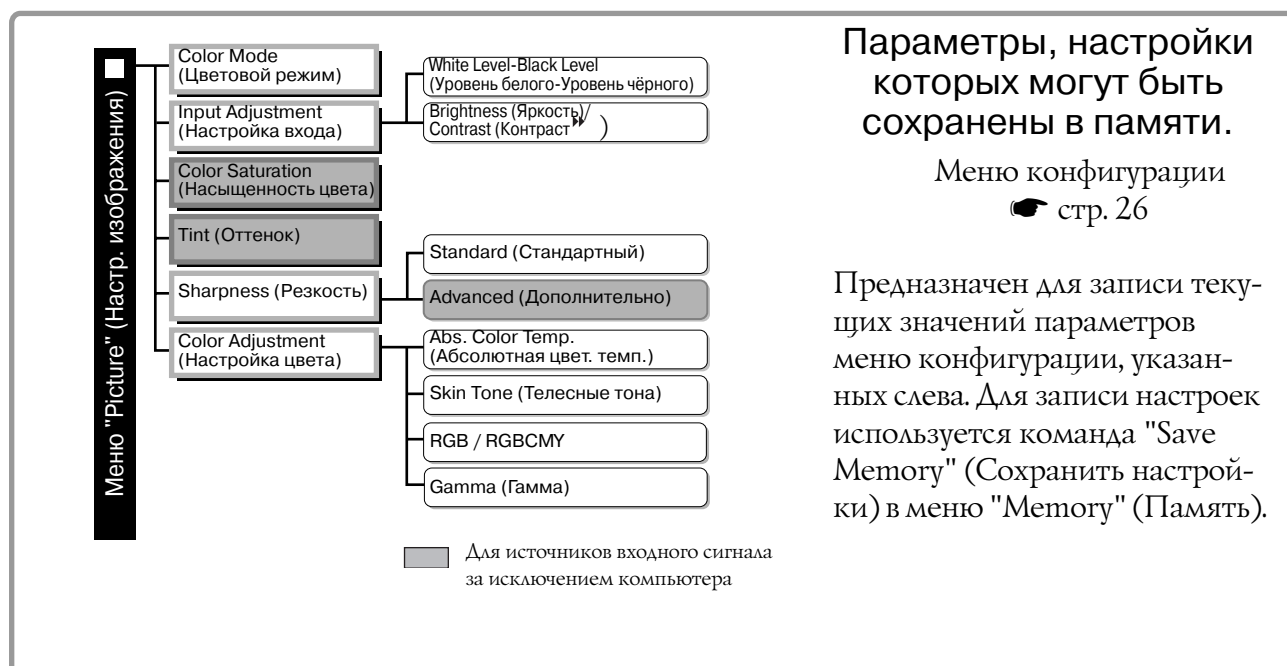 Меню "Picture" (Настр. изображения)
Color Mode
(Цветовой режим)
Input Adjustment
(Настройка входа)
Color Saturation
(Насыщенность цвета)
Tint (Оттенок)
Sharpness (Резкость)
Color Adjustment
(Настройка цвета)
White Level-Black Level
(Уровень белого-Уровень чёрного)
Brightness (Яркость)/
Contrast (Контраст )
Standard (Стандартный)
Advanced (Дополнительно)
Abs. Color Temp.
(Абсолютная цвет. темп.)
Skin Tone (Телесные тона)
RGB / RGBCMY
Gamma (Гамма)
Для источников входного сигнала
за исключением компьютера
Параметры, настройки
которых могут быть
сохранены в памяти.
Меню конфигурации
☛ стр. 26
Предназначен для записи теку-
щих значений параметров
меню конфигурации, указан-
ных слева. Для записи настроек
используется команда "Save
Memory" (Сохранить настрой-
ки) в меню "Memory" (Память).